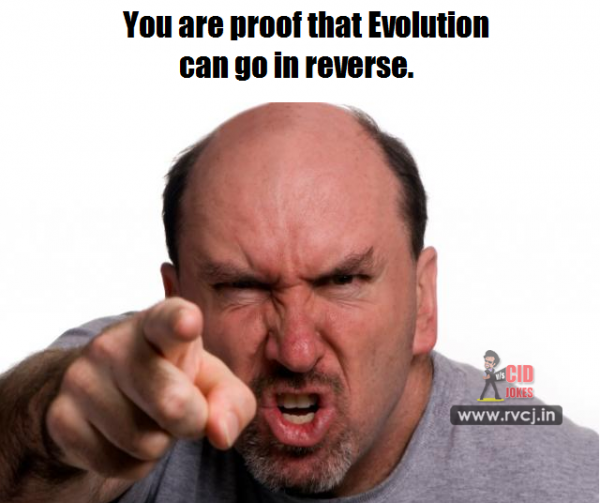 You are proof that Evolution
can go in reverse.
CID
JOKES
www.rvcj.in